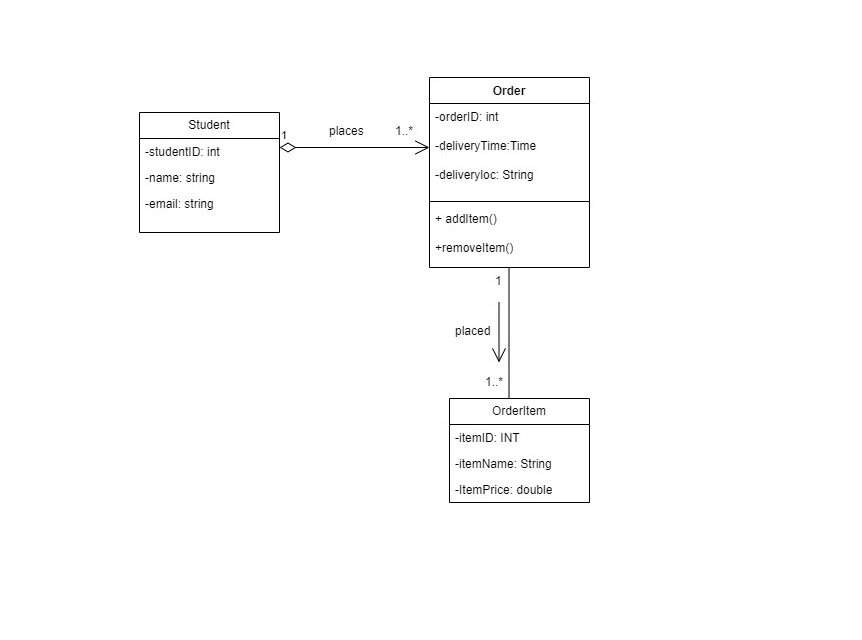 Student
-studentID: int
-name: string
-email: string
1
places
1..*
Order
-orderID: int
-deliveryTime:Time
-deliveryloc: String
+ addItem()
+removeItem()
1
placed
1..*
OrderItem
-itemID: INT
-itemName: String
-ItemPrice: double